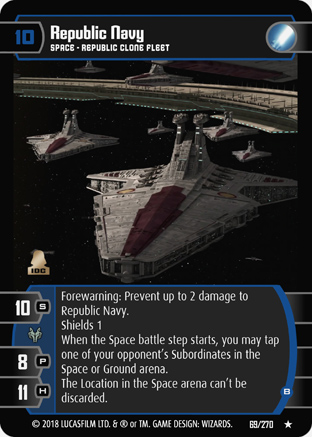 10 Republic Navy
SPACE - REPUBLIC CLONE FLEET
IDC
10 S
8 P
11 H
Forewarning: Prevent up to 2 damage to
Republic Navy.
Shields 1
When the Space battle step starts, you may tap
one of your opponent's Subordinates in the
Space or Ground arena.
The Location in the Space arena can't be
discarded.
B
© 2018 LUCASFILM LTD. & ® or TM. GAME DESIGN: WIZARDS. 69/270 ★